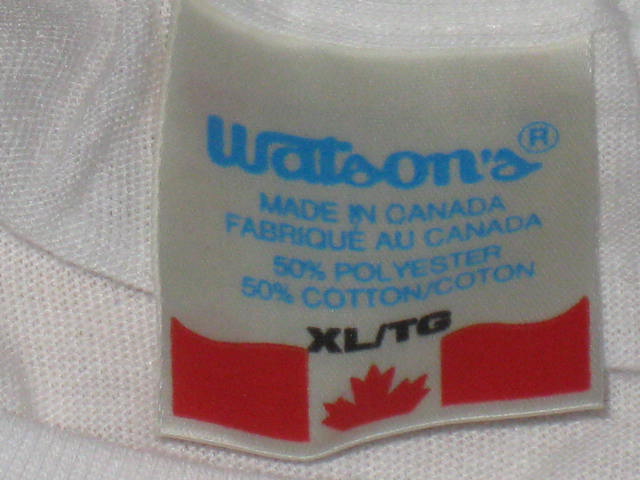 Watson's ®
MADE IN CANADA
FABRIQUÉ AU CANADA
50% POLYESTER
50% COTTON/COTON
XL/TG